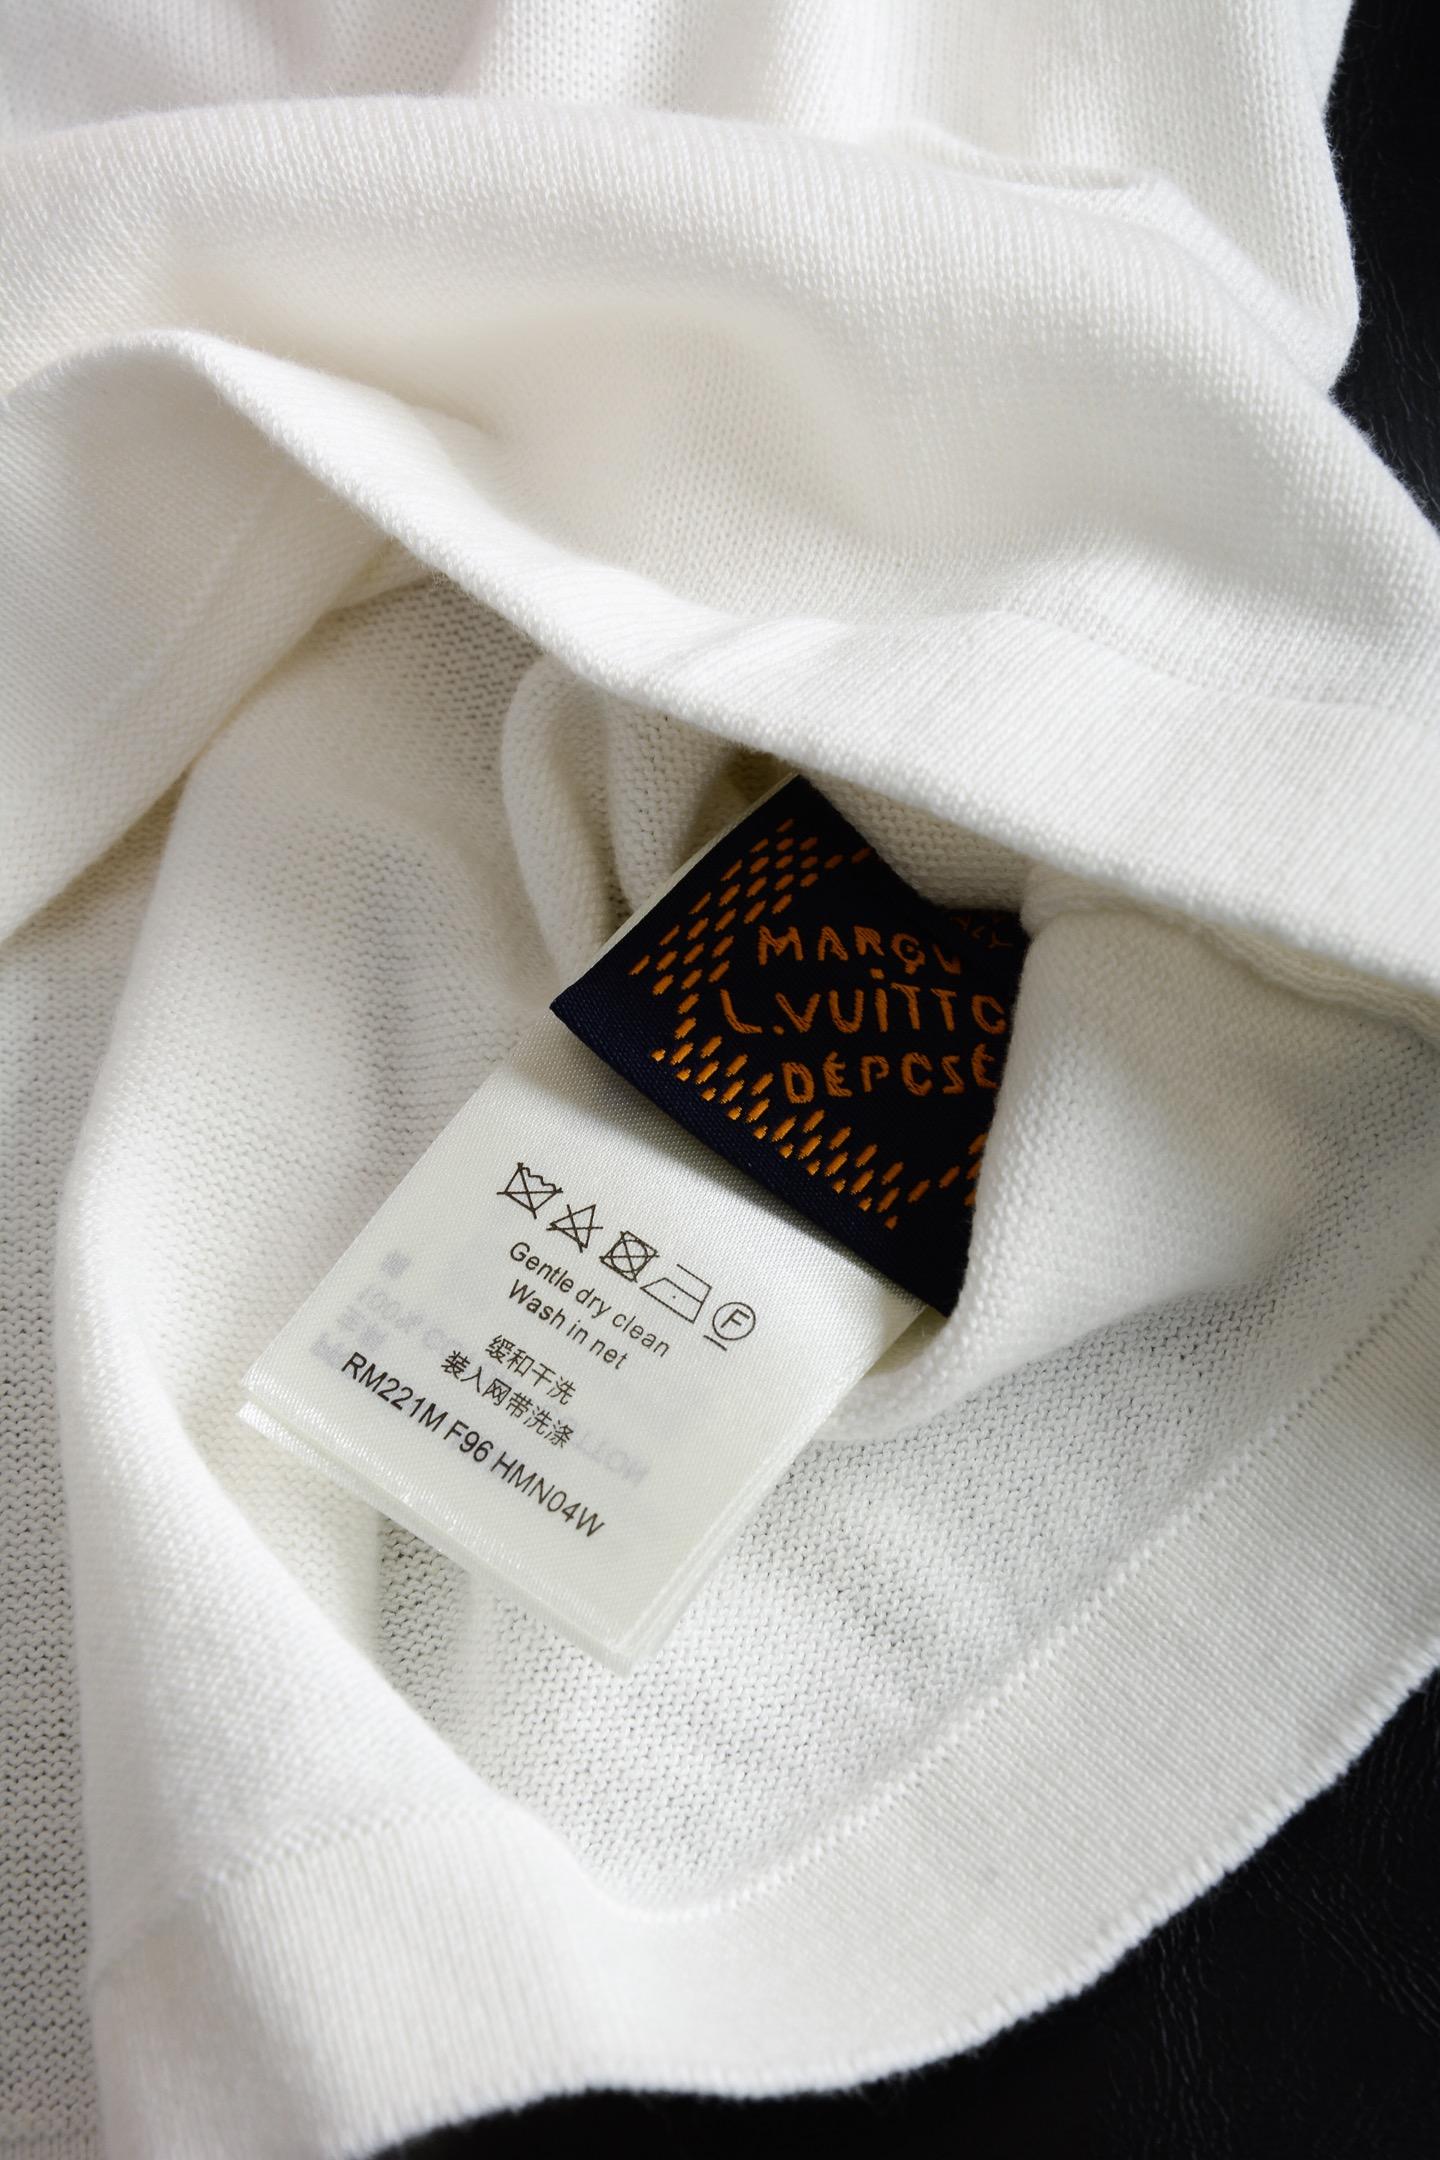 MARQU
L.VUITTO
DÉPOSÉ
F
Gentle dry clean
Wash in net
缓和干洗
装入网带洗涤
RM221M F96 HMN04W